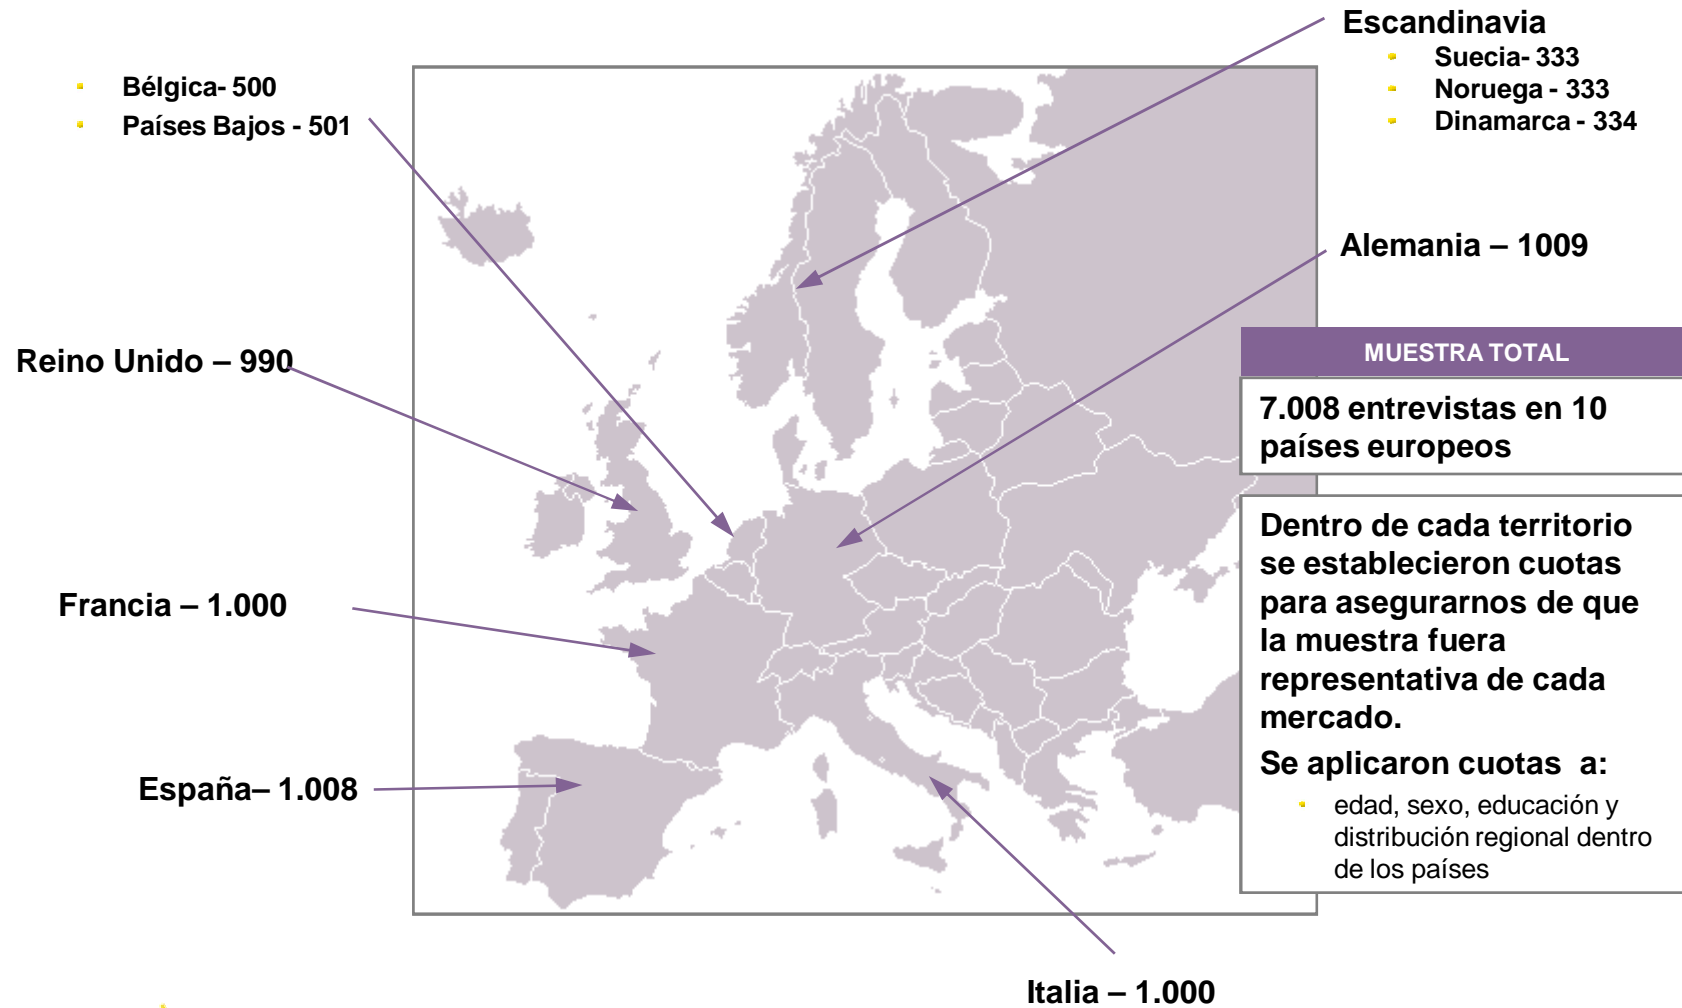 Escandinavia
Suecia- 333
Noruega - 333
Dinamarca - 334
Bélgica- 500
Países Bajos - 501
Alemania – 1009
Reino Unido – 990
MUESTRA TOTAL
7.008 entrevistas en 10
países europeos
Dentro de cada territorio
se establecieron cuotas
para asegurarnos de que
la muestra fuera
representativa de cada
mercado.
Se aplicaron cuotas  a:
edad, sexo, educación y
distribución regional dentro
de los países
Francia – 1.000
España– 1.008
Italia – 1.000